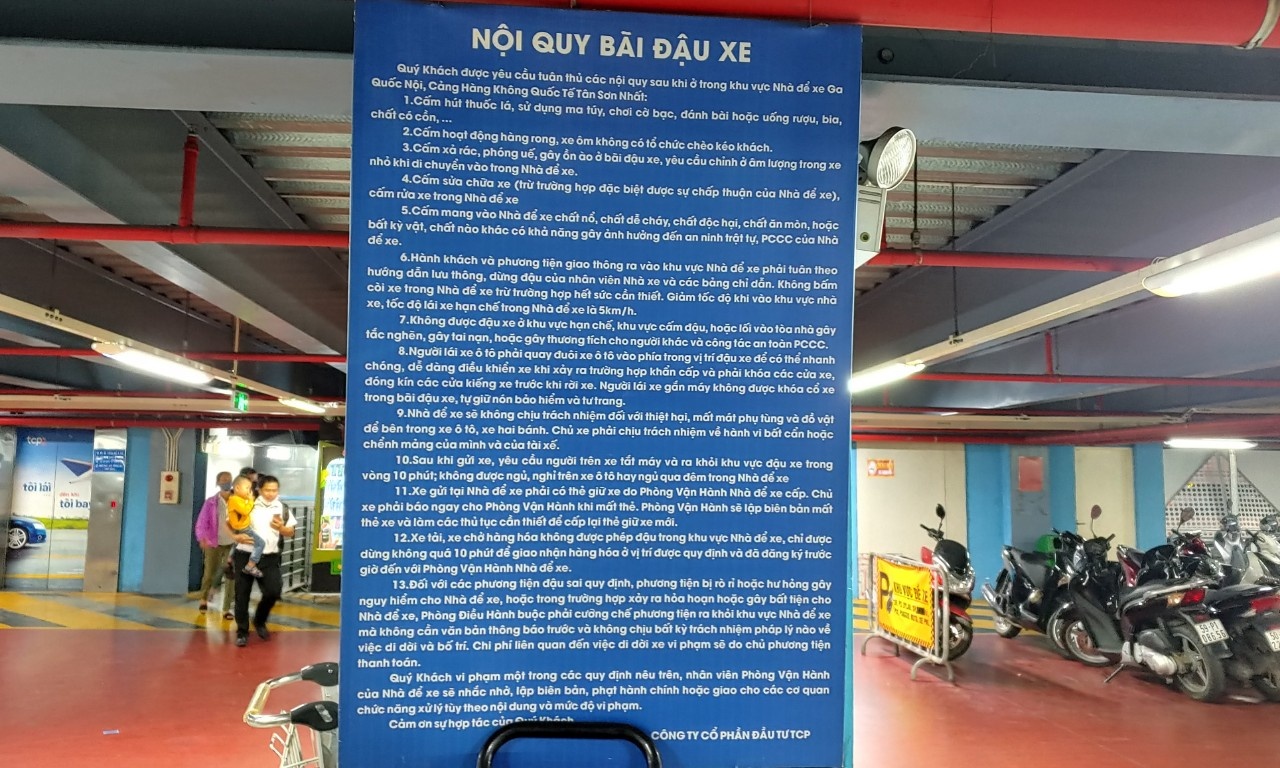 NỘI QUY BÃI ĐẬU XE
Quý Khách được yêu cầu tuân thủ các nội quy sau khi ở trong khu vực Nhà để xe Ga
Quốc Nội, Cảng Hàng Không Quốc Tế Tân Sơn Nhất:
1.Cấm hút thuốc lá, sử dụng ma túy, chơi cờ bạc, đánh bài hoặc uống rượu, bia,
chất có cồn, ...
2.Cấm hoạt động hàng rong, xe ôm không có tổ chức chèo kéo khách.
3.Cấm xả rác, phóng uế, gây ồn ào ở bãi đậu xe, yêu cầu chỉnh âm lượng trong xe
nhỏ khi di chuyển vào trong Nhà để xe.
4.Cấm sửa chữa xe (trừ trường hợp đặc biệt được sự chấp thuận của Nhà để xe),
cấm rửa xe trong Nhà để xe
5.Cấm mang vào Nhà để xe chất nổ, chất dễ cháy, chất độc hại, chất ăn mòn, hoặc
bất kỳ vật, chất nào khác có khả năng gây ảnh hưởng đến an ninh trật tự, PCCC của Nhà
để xe.
6.Hành khách và phương tiện giao thông ra vào khu vực Nhà để xe phải tuân theo
hướng dẫn lưu thông, dừng đậu của nhân viên Nhà xe và các bảng chỉ dẫn. Không bấm
còi xe trong Nhà để xe trừ trường hợp hết sức cần thiết. Giảm tốc độ khi vào khu vực nhà
xe, tốc độ lái xe hạn chế trong Nhà để xe là 5km/h.
7.Không được đậu xe ở khu vực hạn chế, khu vực cấm đậu, hoặc lối vào tòa nhà gây
tắc nghẽn, gây tai nạn, hoặc gây thương tích cho người khác và công tác an toàn PCCC.
8.Người lái xe ô tô phải quay đuôi xe ô tô vào phía trong vị trí đậu xe để có thể nhanh
chóng, dễ dàng điều khiển xe khi xảy ra trường hợp khẩn cấp và phải khóa các cửa xe,
đóng kín các cửa kiếng xe trước khi rời xe. Người lái xe gắn máy không được khóa cổ xe
trong bãi đậu xe, tự giữ nón bảo hiểm và tư trang.
9.Nhà để xe sẽ không chịu trách nhiệm đối với thiệt hại, mất mát phụ tùng và đồ vật
để bên trong xe ô tô, xe hai bánh. Chủ xe phải chịu trách nhiệm về hành vi bất cẩn hoặc
chểnh mảng của mình và của tài xế.
10.Sau khi gửi xe, yêu cầu người trên xe tắt máy và ra khỏi khu vực đậu xe trong
vòng 10 phút; không được ngủ, nghỉ trên xe ô tô hay ngủ qua đêm trong Nhà để xe
11.Xe gửi tại Nhà để xe phải có thẻ giữ xe do Phòng Vận Hành Nhà để xe cấp. Chủ
xe phải báo ngay cho Phòng Vận Hành khi mất thẻ. Phòng Vận Hành sẽ lập biên bản mất
thẻ xe và làm các thủ tục cần thiết để cấp lại thẻ giữ xe mới.
12.Xe tải, xe chở hàng hóa không được phép đậu trong khu vực Nhà để xe, chỉ được
dừng không quá 10 phút để giao nhận hàng hóa ở vị trí được quy định và đã đăng ký trước
giờ đến với Phòng Vận Hành Nhà để xe.
13.Đối với các phương tiện đậu sai quy định, phương tiện bị rò rỉ hoặc hư hỏng gây
nguy hiểm cho Nhà để xe, hoặc trong trường hợp xảy ra hỏa hoạn hoặc gây bất tiện cho
Nhà để xe, Phòng Điều Hành buộc phải cưỡng chế phương tiện ra khỏi khu vực Nhà để xe
mà không cần văn bản thông báo trước và không chịu bất kỳ trách nhiệm pháp lý nào về
việc di dời và bố trí. Chi phí liên quan đến việc di dời xe vi phạm sẽ do chủ phương tiện
thanh toán.
Quý Khách vi phạm một trong các quy định nêu trên, nhân viên Phòng Vận Hành
của Nhà để xe sẽ nhắc nhở, lập biên bản, phạt hành chính hoặc giao cho các cơ quan
chức năng xử lý tùy theo nội dung và mức độ vi phạm.
Cảm ơn sự hợp tác của Quý Khách
CÔNG TY CỔ PHẦN ĐẦU TƯ TCP
tcp
tôi lái
tôi bay
KHU VỰC ĐỂ XE